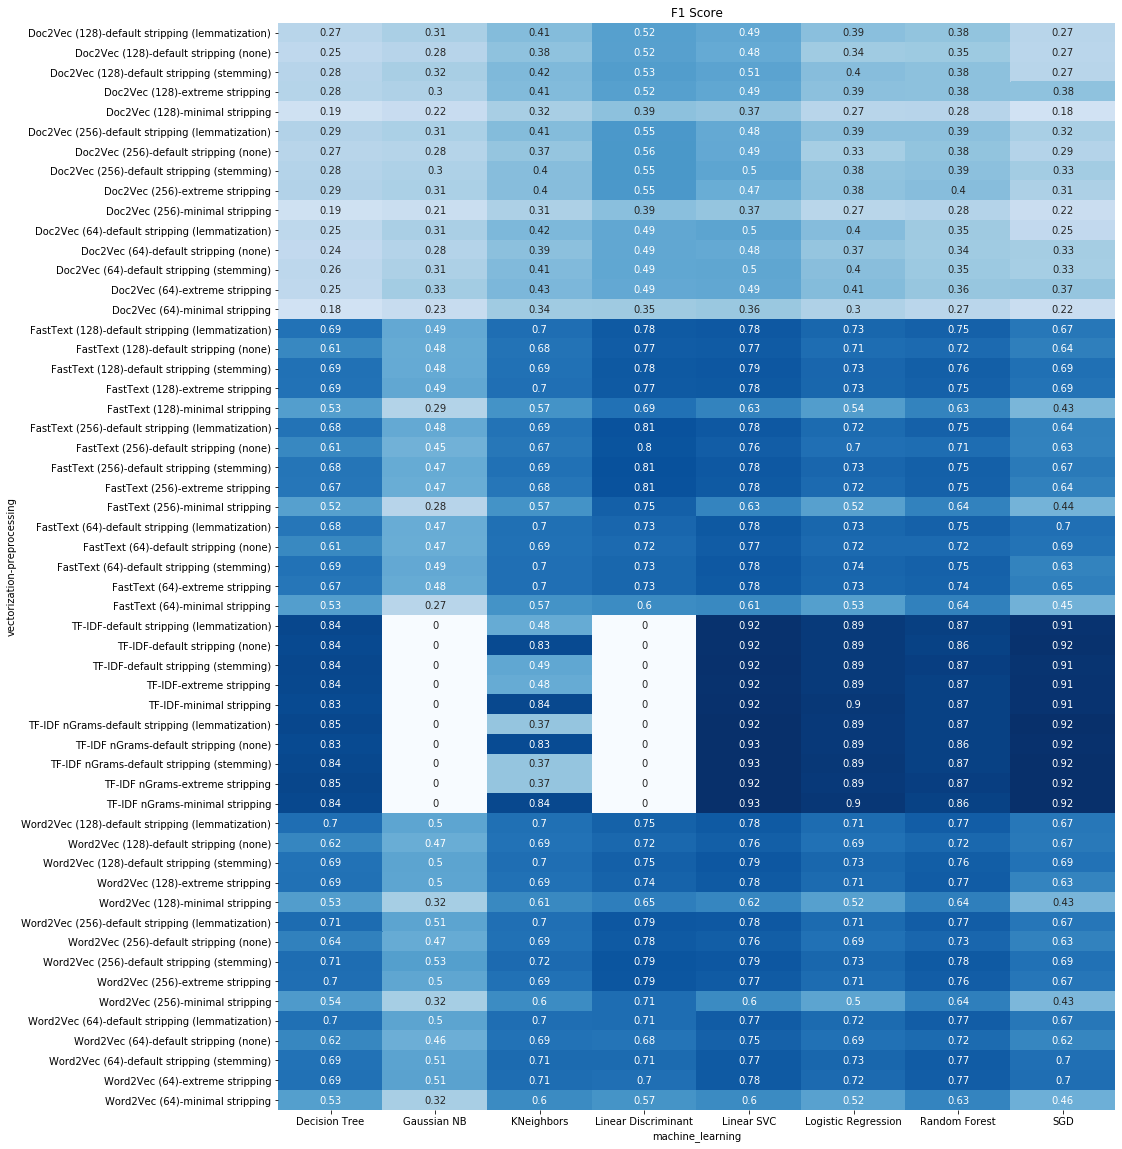 F1 Score
Doc2Vec (128)-default stripping (lemmatization) 0.27 0.31 0.41 0.52 0.49 0.39 0.38 0.27
Doc2Vec (128)-default stripping (none) 0.25 0.28 0.38 0.52 0.48 0.34 0.35 0.27
Doc2Vec (128)-default stripping (stemming) 0.28 0.32 0.42 0.53 0.51 0.4 0.38 0.27
Doc2Vec (128)-extreme stripping 0.28 0.3 0.41 0.52 0.49 0.39 0.38 0.38
Doc2Vec (128)-minimal stripping 0.19 0.22 0.32 0.39 0.37 0.27 0.28 0.18
Doc2Vec (256)-default stripping (lemmatization) 0.29 0.31 0.41 0.55 0.48 0.39 0.39 0.32
Doc2Vec (256)-default stripping (none) 0.27 0.28 0.37 0.56 0.49 0.33 0.38 0.29
Doc2Vec (256)-default stripping (stemming) 0.28 0.3 0.4 0.55 0.5 0.38 0.39 0.33
Doc2Vec (256)-extreme stripping 0.29 0.31 0.4 0.55 0.47 0.38 0.4 0.31
Doc2Vec (256)-minimal stripping 0.19 0.21 0.31 0.39 0.37 0.27 0.28 0.22
Doc2Vec (64)-default stripping (lemmatization) 0.25 0.31 0.42 0.49 0.5 0.4 0.35 0.25
Doc2Vec (64)-default stripping (none) 0.24 0.28 0.39 0.49 0.48 0.37 0.34 0.33
Doc2Vec (64)-default stripping (stemming) 0.26 0.31 0.41 0.49 0.5 0.4 0.35 0.33
Doc2Vec (64)-extreme stripping 0.25 0.33 0.43 0.49 0.49 0.41 0.36 0.37
Doc2Vec (64)-minimal stripping 0.18 0.23 0.34 0.35 0.36 0.3 0.27 0.22
FastText (128)-default stripping (lemmatization) 0.69 0.49 0.7 0.78 0.78 0.73 0.75 0.67
FastText (128)-default stripping (none) 0.61 0.48 0.68 0.77 0.77 0.71 0.72 0.64
FastText (128)-default stripping (stemming) 0.69 0.48 0.69 0.78 0.79 0.73 0.76 0.69
FastText (128)-extreme stripping 0.69 0.49 0.7 0.77 0.78 0.73 0.75 0.69
FastText (128)-minimal stripping 0.53 0.29 0.57 0.69 0.63 0.54 0.63 0.43
FastText (256)-default stripping (lemmatization) 0.68 0.48 0.69 0.81 0.78 0.72 0.75 0.64
FastText (256)-default stripping (none) 0.61 0.45 0.67 0.8 0.76 0.7 0.71 0.63
FastText (256)-default stripping (stemming) 0.68 0.47 0.69 0.81 0.78 0.73 0.75 0.67
FastText (256)-extreme stripping 0.67 0.47 0.68 0.81 0.78 0.72 0.75 0.64
FastText (256)-minimal stripping 0.52 0.28 0.57 0.75 0.63 0.52 0.64 0.44
FastText (64)-default stripping (lemmatization) 0.68 0.47 0.7 0.73 0.78 0.73 0.75 0.7
FastText (64)-default stripping (none) 0.61 0.47 0.69 0.72 0.77 0.72 0.72 0.69
FastText (64)-default stripping (stemming) 0.69 0.49 0.7 0.73 0.78 0.74 0.75 0.63
FastText (64)-extreme stripping 0.67 0.48 0.7 0.73 0.78 0.73 0.74 0.65
FastText (64)-minimal stripping 0.53 0.27 0.57 0.6 0.61 0.53 0.64 0.45
TF-IDF-default stripping (lemmatization) 0.84 0 0.48 0 0.92 0.89 0.87 0.91
TF-IDF-default stripping (none) 0.84 0 0.83 0 0.92 0.89 0.86 0.92
TF-IDF-default stripping (stemming) 0.84 0 0.49 0 0.92 0.89 0.87 0.91
TF-IDF-extreme stripping 0.84 0 0.48 0 0.92 0.89 0.87 0.91
TF-IDF-minimal stripping 0.83 0 0.84 0 0.92 0.9 0.87 0.91
TF-IDF nGrams-default stripping (lemmatization) 0.85 0 0.37 0 0.92 0.89 0.87 0.92
TF-IDF nGrams-default stripping (none) 0.83 0 0.83 0 0.93 0.89 0.86 0.92
TF-IDF nGrams-default stripping (stemming) 0.84 0 0.37 0 0.93 0.89 0.87 0.92
TF-IDF nGrams-extreme stripping 0.85 0 0.37 0 0.92 0.89 0.87 0.92
TF-IDF nGrams-minimal stripping 0.84 0 0.84 0 0.93 0.9 0.86 0.92
Word2Vec (128)-default stripping (lemmatization) 0.7 0.5 0.7 0.75 0.78 0.71 0.77 0.67
Word2Vec (128)-default stripping (none) 0.62 0.47 0.69 0.72 0.76 0.69 0.72 0.67
Word2Vec (128)-default stripping (stemming) 0.69 0.5 0.7 0.75 0.79 0.73 0.76 0.69
Word2Vec (128)-extreme stripping 0.69 0.5 0.69 0.74 0.78 0.71 0.77 0.63
Word2Vec (128)-minimal stripping 0.53 0.32 0.61 0.65 0.62 0.52 0.64 0.43
Word2Vec (256)-default stripping (lemmatization) 0.71 0.51 0.7 0.79 0.78 0.71 0.77 0.67
Word2Vec (256)-default stripping (none) 0.64 0.47 0.69 0.78 0.76 0.69 0.73 0.63
Word2Vec (256)-default stripping (stemming) 0.71 0.53 0.72 0.79 0.79 0.73 0.78 0.69
Word2Vec (256)-extreme stripping 0.7 0.5 0.69 0.79 0.77 0.71 0.76 0.67
Word2Vec (256)-minimal stripping 0.54 0.32 0.6 0.71 0.6 0.5 0.64 0.43
Word2Vec (64)-default stripping (lemmatization) 0.7 0.5 0.7 0.71 0.77 0.72 0.77 0.67
Word2Vec (64)-default stripping (none) 0.62 0.46 0.69 0.68 0.75 0.69 0.72 0.62
Word2Vec (64)-default stripping (stemming) 0.69 0.51 0.71 0.71 0.77 0.73 0.77 0.7
Word2Vec (64)-extreme stripping 0.69 0.51 0.71 0.7 0.78 0.72 0.77 0.7
Word2Vec (64)-minimal stripping 0.53 0.32 0.6 0.57 0.6 0.52 0.63 0.46
Decision Tree Gaussian NB KNeighbors Linear Discriminant Linear SVC Logistic Regression Random Forest SGD
machine_learning
vectorization-preprocessing